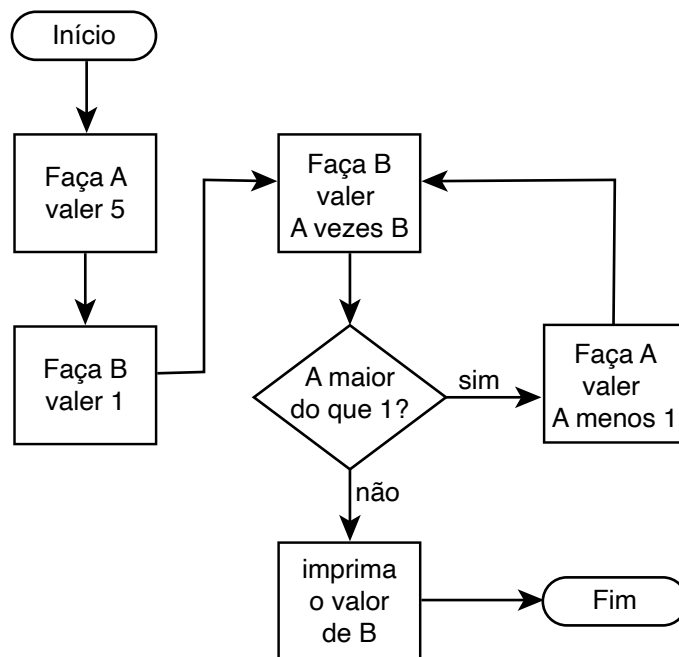 Início
Faça A
valer 5
Faça B
valer 1
Faça B
valer
A vezes B
A maior
do que 1?
sim
Faça A
valer
A menos 1
não
imprima
o valor
de B
Fim